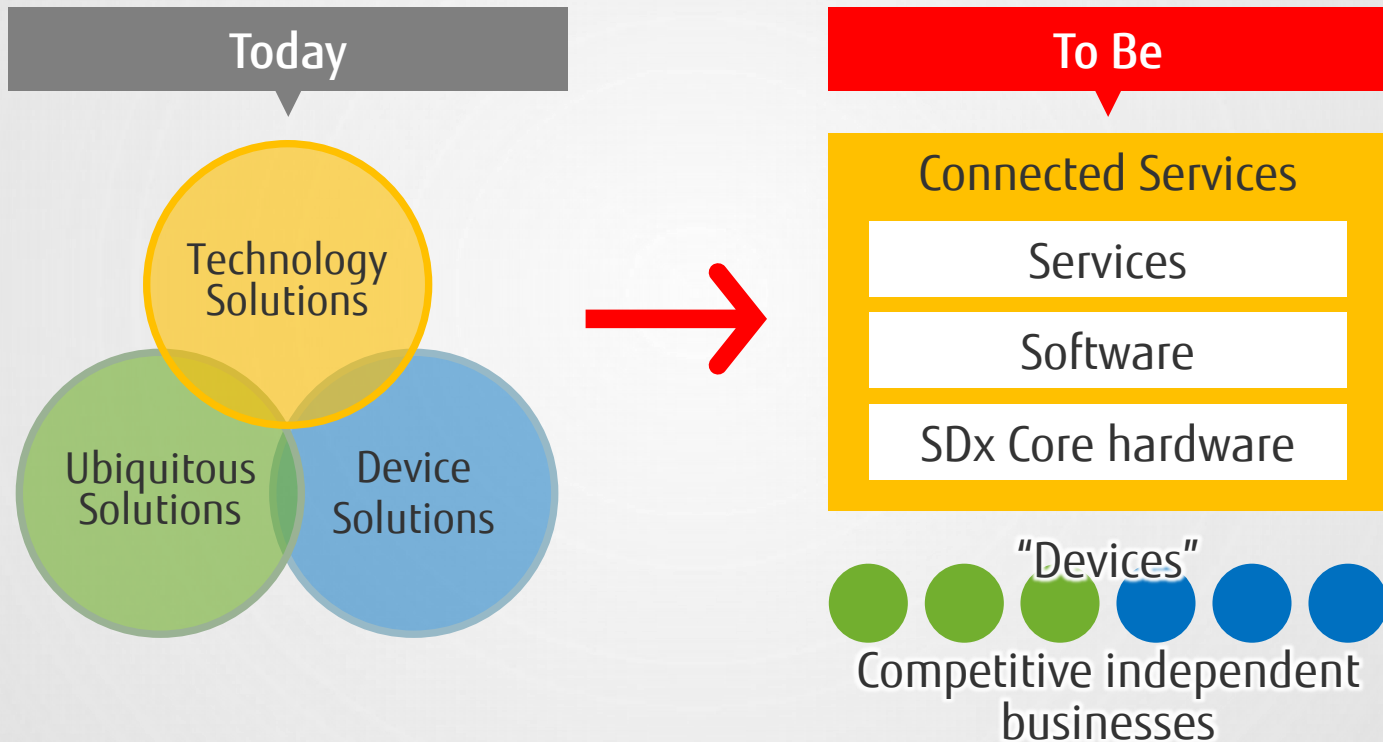 Today
Technology
Solutions
Ubiquitous
Solutions
Device
Solutions
To Be
Connected Services
Services
Software
SDx Core hardware
“Devices”
Competitive independent
businesses